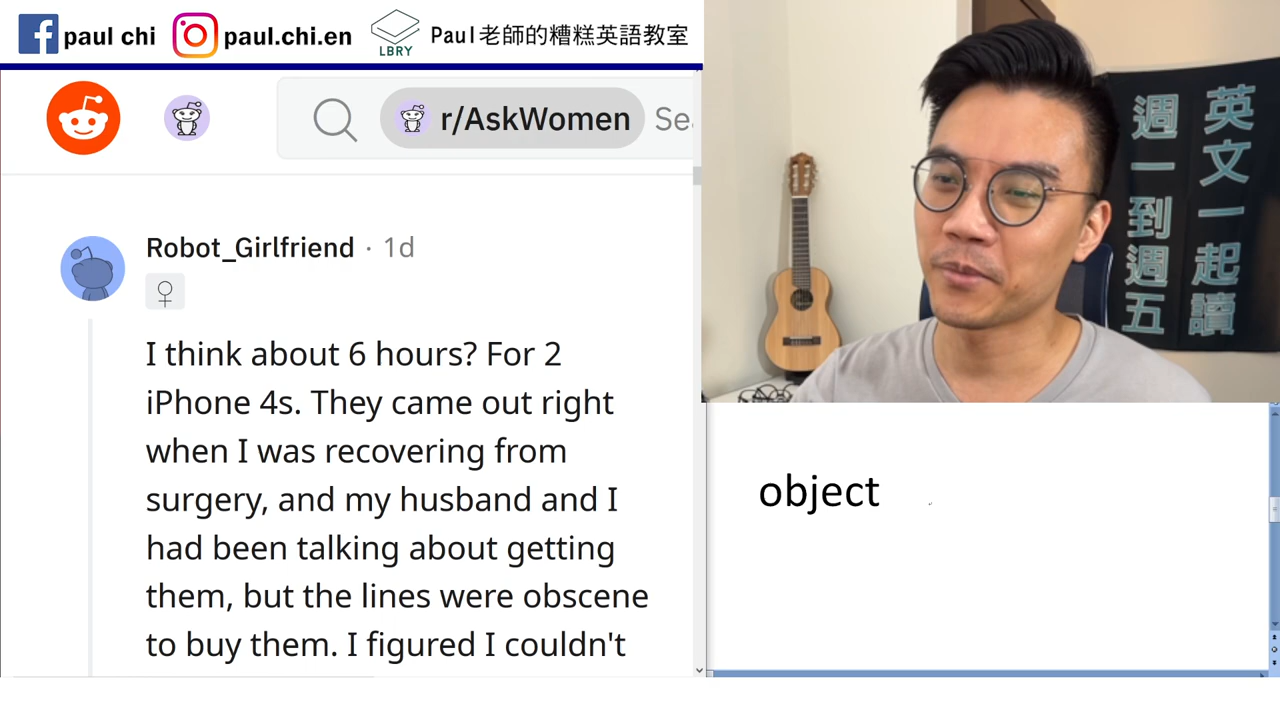 paul chi
paul.chi.en
LBRY
Paul老師的糟糕英語教室
r/AskWomen
Robot_Girlfriend · 1d
I think about 6 hours? For 2
iPhone 4s. They came out right
when I was recovering from
surgery, and my husband and I
had been talking about getting
them, but the lines were obscene
to buy them. I figured I couldn't
英文一起讀
週一到週五
object